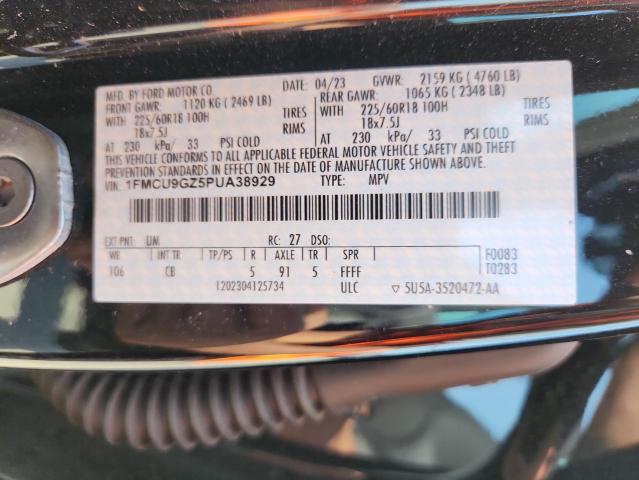 MFD. BY FORD MOTOR CO. DATE: 04/23 GVWR: 2159 KG (4760 LB)
FRONT GAWR: 1120 KG (2469 LB) REAR GAWR: 1065 KG (2348 LB)
WITH 225/60R18 100H TIRES WITH 225/60R18 100H TIRES
18x7.5J RIMS 18x7.5J RIMS
AT 230 kPa/ 33 PSI COLD AT 230 kPa/ 33 PSI COLD
THIS VEHICLE CONFORMS TO ALL APPLICABLE FEDERAL MOTOR VEHICLE SAFETY AND THEFT
PREVENTION STANDARDS IN EFFECT ON THE DATE OF MANUFACTURE SHOWN ABOVE.
VIN: 1FMCU9GZ5PUA38929 TYPE: MPV
EXT PNT: UM RC: 27 DSO:
WB INT TR TP/PS R AXLE TR SPR F0083
106 CB 5 91 5 FFFF T0283
1202304125734 ULC ▽ 5U5A-3520472-AA